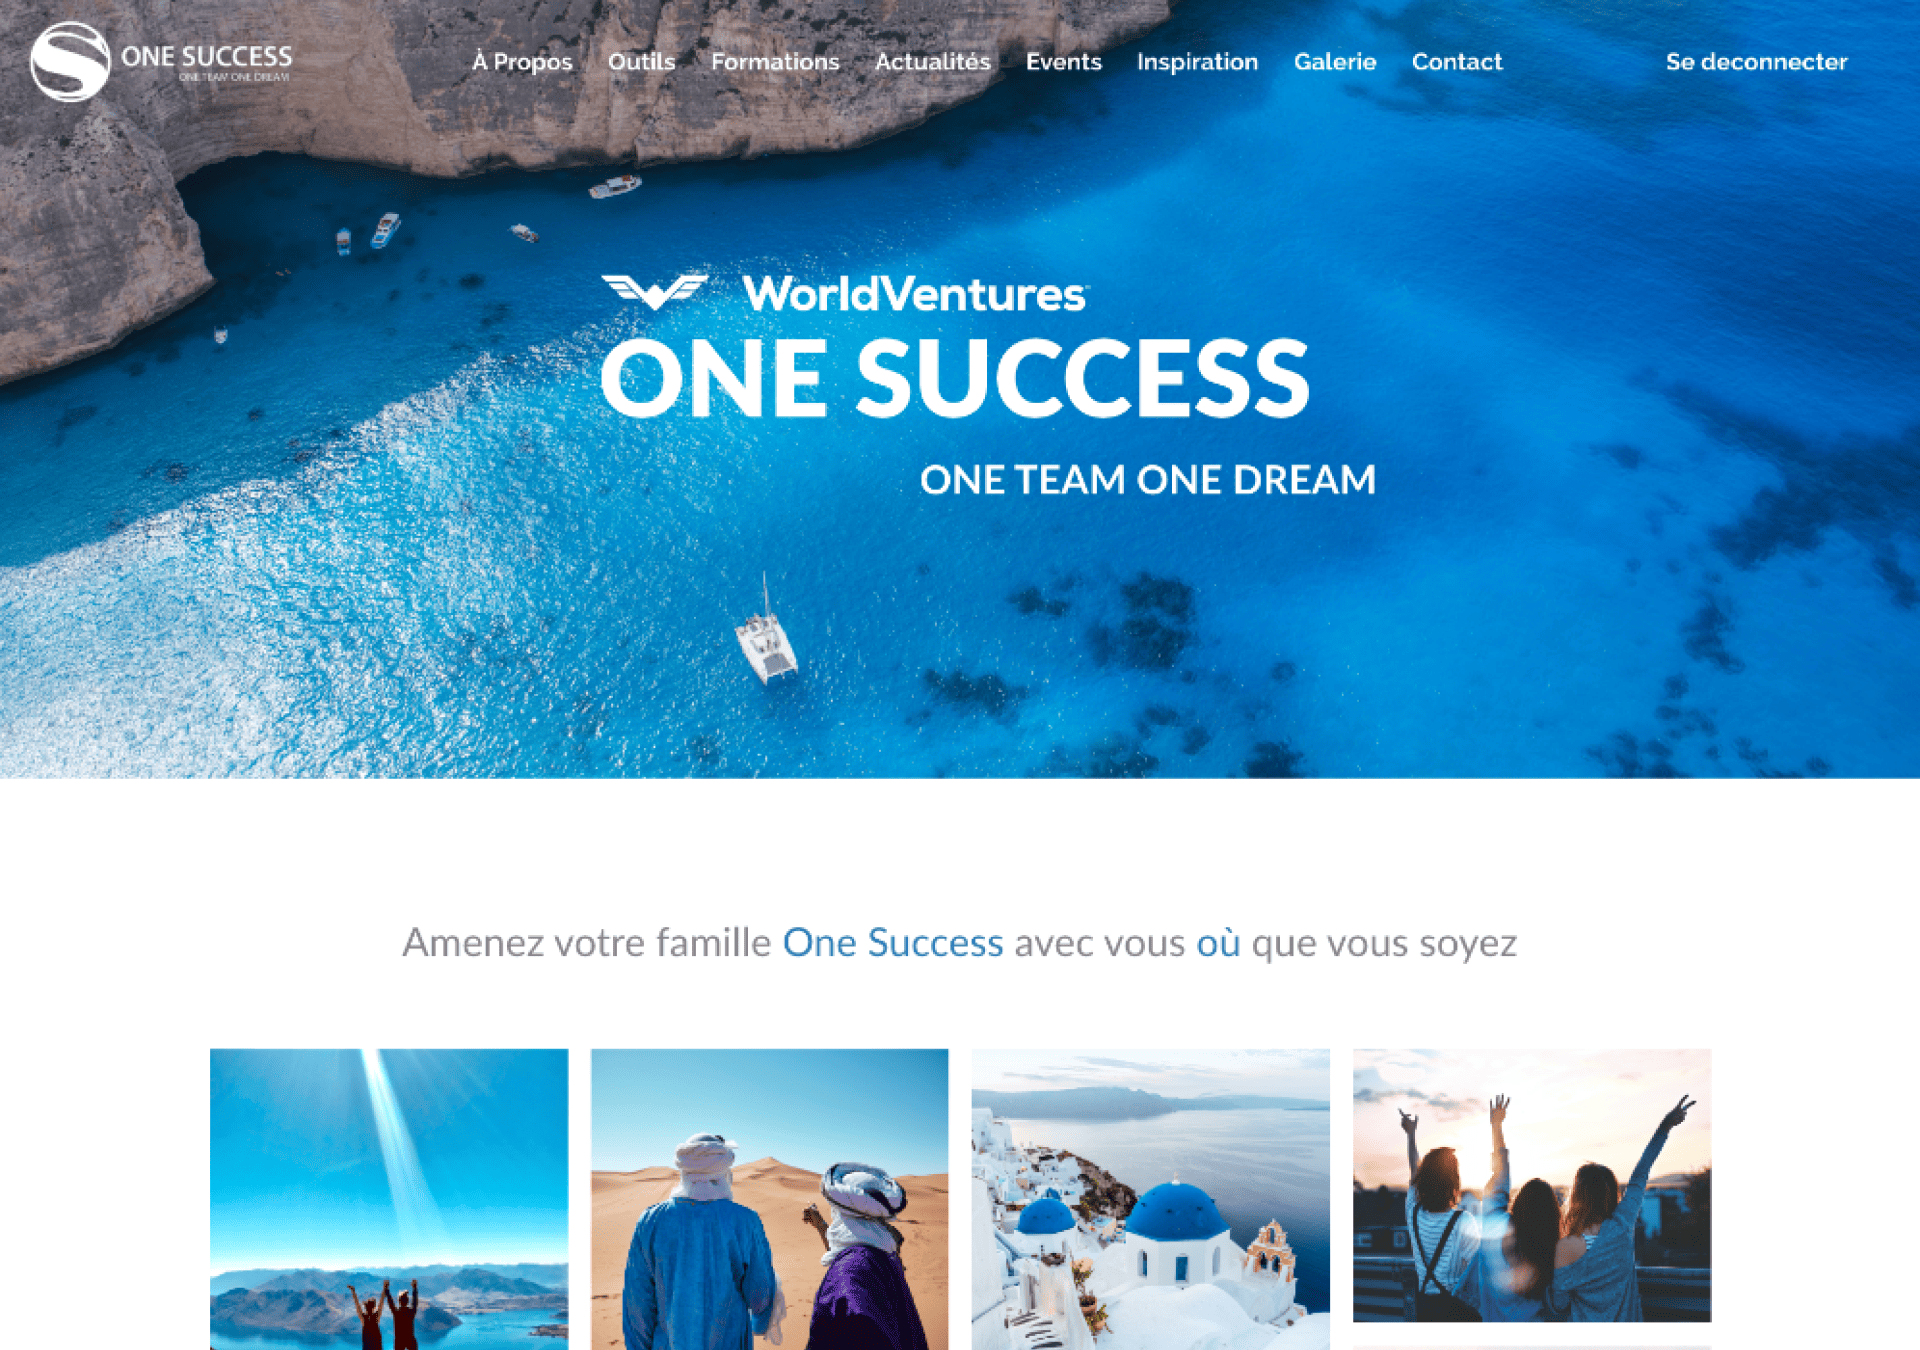 ONE SUCCESS
ONE TEAM ONE DREAM
À Propos Outils Formations Actualités Events Inspiration Galerie Contact Se deconnecter
WorldVentures
ONE SUCCESS
ONE TEAM ONE DREAM
Amenez votre famille One Success avec vous où que vous soyez